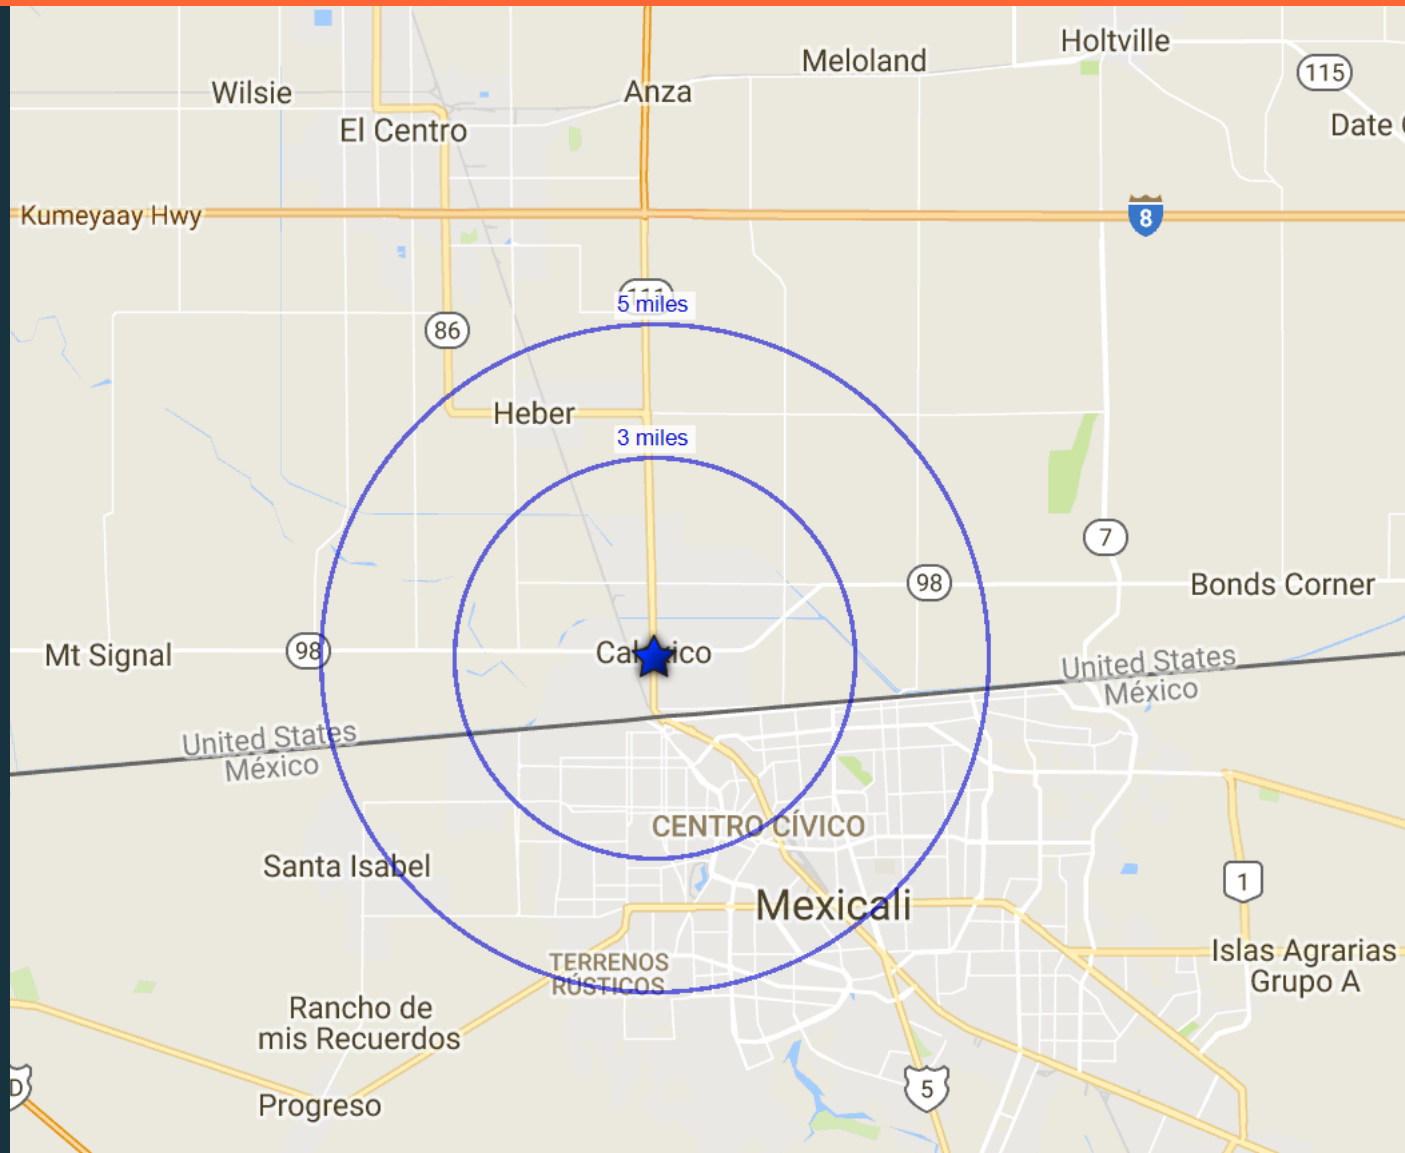 Holtville
Meloland
115
Wilsie
Anza
Date
El Centro
Kumeyaay Hwy
8
111
5 miles
86
Heber
3 miles
7
98
Bonds Corner
Mt Signal
98
Calexico
United States
México
United States
México
CENTRO CÍVICO
Santa Isabel
1
Mexicali
Islas Agrarias
Grupo A
TERRENOS
RÚSTICOS
Rancho de
mis Recuerdos
D
5
Progreso